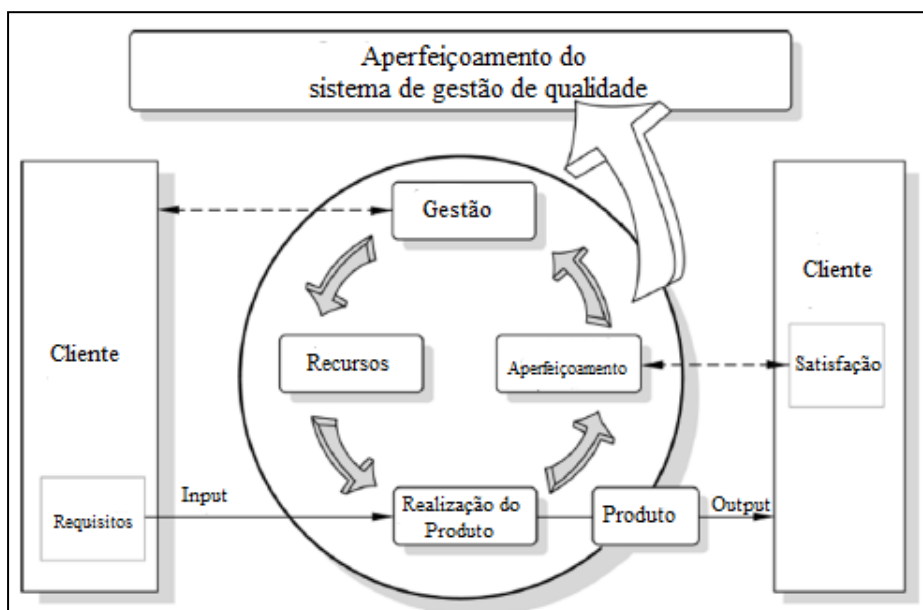 Aperfeiçoamento do
sistema de gestão de qualidade
Gestão
Cliente
Cliente
Recursos
Aperfeiçoamento
Satisfação
Input
Output
Requisitos
Realização do
Produto
Produto